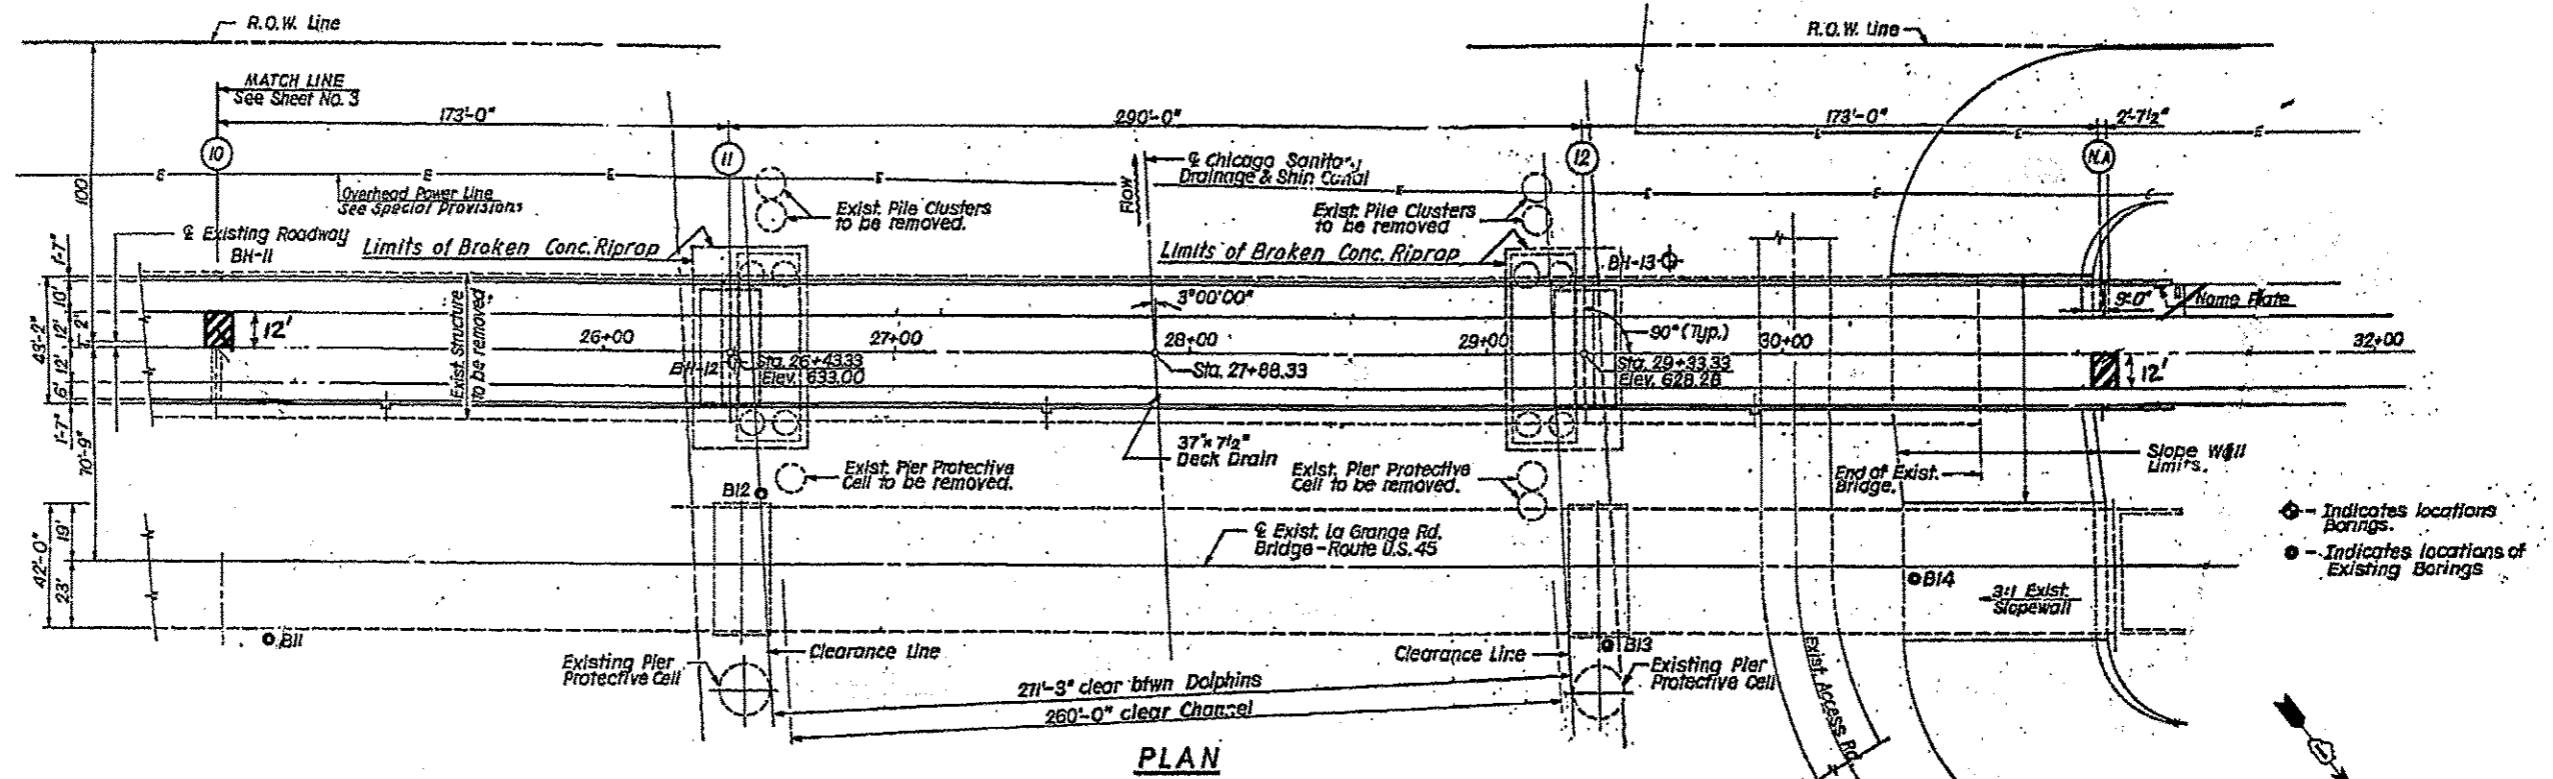 R.O.W. Line
R.O.W. Line
MATCH LINE
See Sheet No. 3
173'-0"
290'-0"
173'-0"
2'-7½"
10
11
12
N.A
E
E
E
E
E
E
E
E
E
E
E
100'
Overhead Power Line
See Special Provisions
Flow
℄ Chicago Sanitary
Drainage & Ship Canal
Exist. Pile Clusters
to be removed.
Exist. Pile Clusters
to be removed
℄ Existing Roadway
BH-11
Limits of Broken Conc. Riprap
Limits of Broken Conc. Riprap
BH-13
1'-7"
10'
12'
2'
12'
6'
1'-7"
43'-2"
70'-9"
Exist. Structure
to be removed.
3°00'00"
9'-0"
Name Plate
12'
26+00
27+00
28+00
29+00
90° (Typ.)
30+00
32+00
BH-12
Sta. 26+43.33
Elev. 633.00
Sta. 27+88.33
Sta. 29+33.33
Elev. 628.28
12'
37"x 7½"
Deck Drain
Exist. Pier Protective
Cell to be removed.
Exist. Pier Protective
Cell to be removed.
End of Exist.
Bridge.
Slope Wall
Limits.
B12
42'-0"
19'
23'
℄ Exist. La Grange Rd.
Bridge-Route U.S. 45
- Indicates locations
Borings.
- Indicates locations of
Existing Borings
B14
3:1 Exist.
Slopewall
B11
B13
Clearance Line
Clearance Line
Existing Pier
Protective Cell
Existing Pier
Protective Cell
271'-3" clear btwn Dolphins
260'-0" clear Channel
Exist. Access Rd.
PLAN